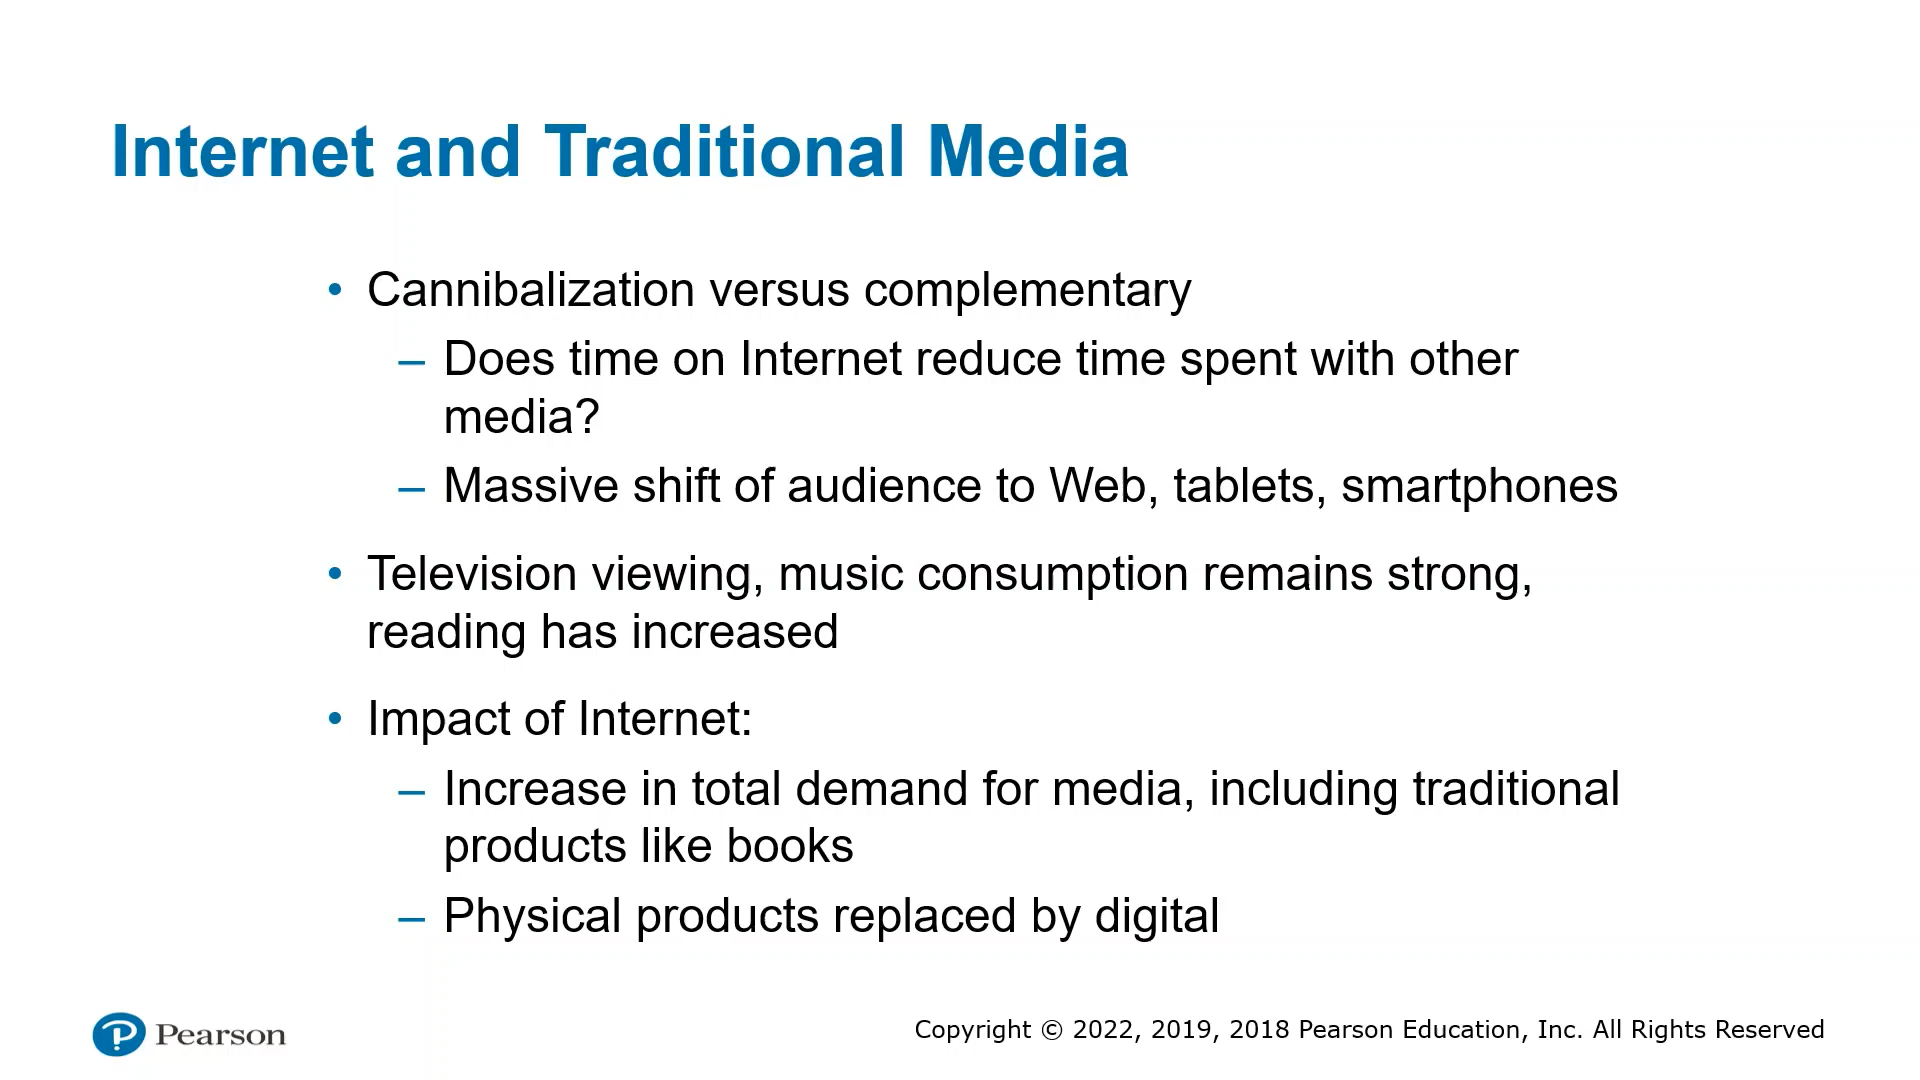 Internet and Traditional Media
• Cannibalization versus complementary
– Does time on Internet reduce time spent with other
media?
– Massive shift of audience to Web, tablets, smartphones
• Television viewing, music consumption remains strong,
reading has increased
• Impact of Internet:
– Increase in total demand for media, including traditional
products like books
– Physical products replaced by digital
Pearson
Copyright © 2022, 2019, 2018 Pearson Education, Inc. All Rights Reserved